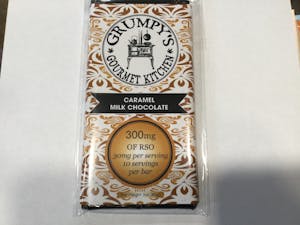 GRUMPY'S
GOURMET KITCHEN
CARAMEL
MILK CHOCOLATE
300mg
OF RSO
30mg per serving
10 servings
per bar